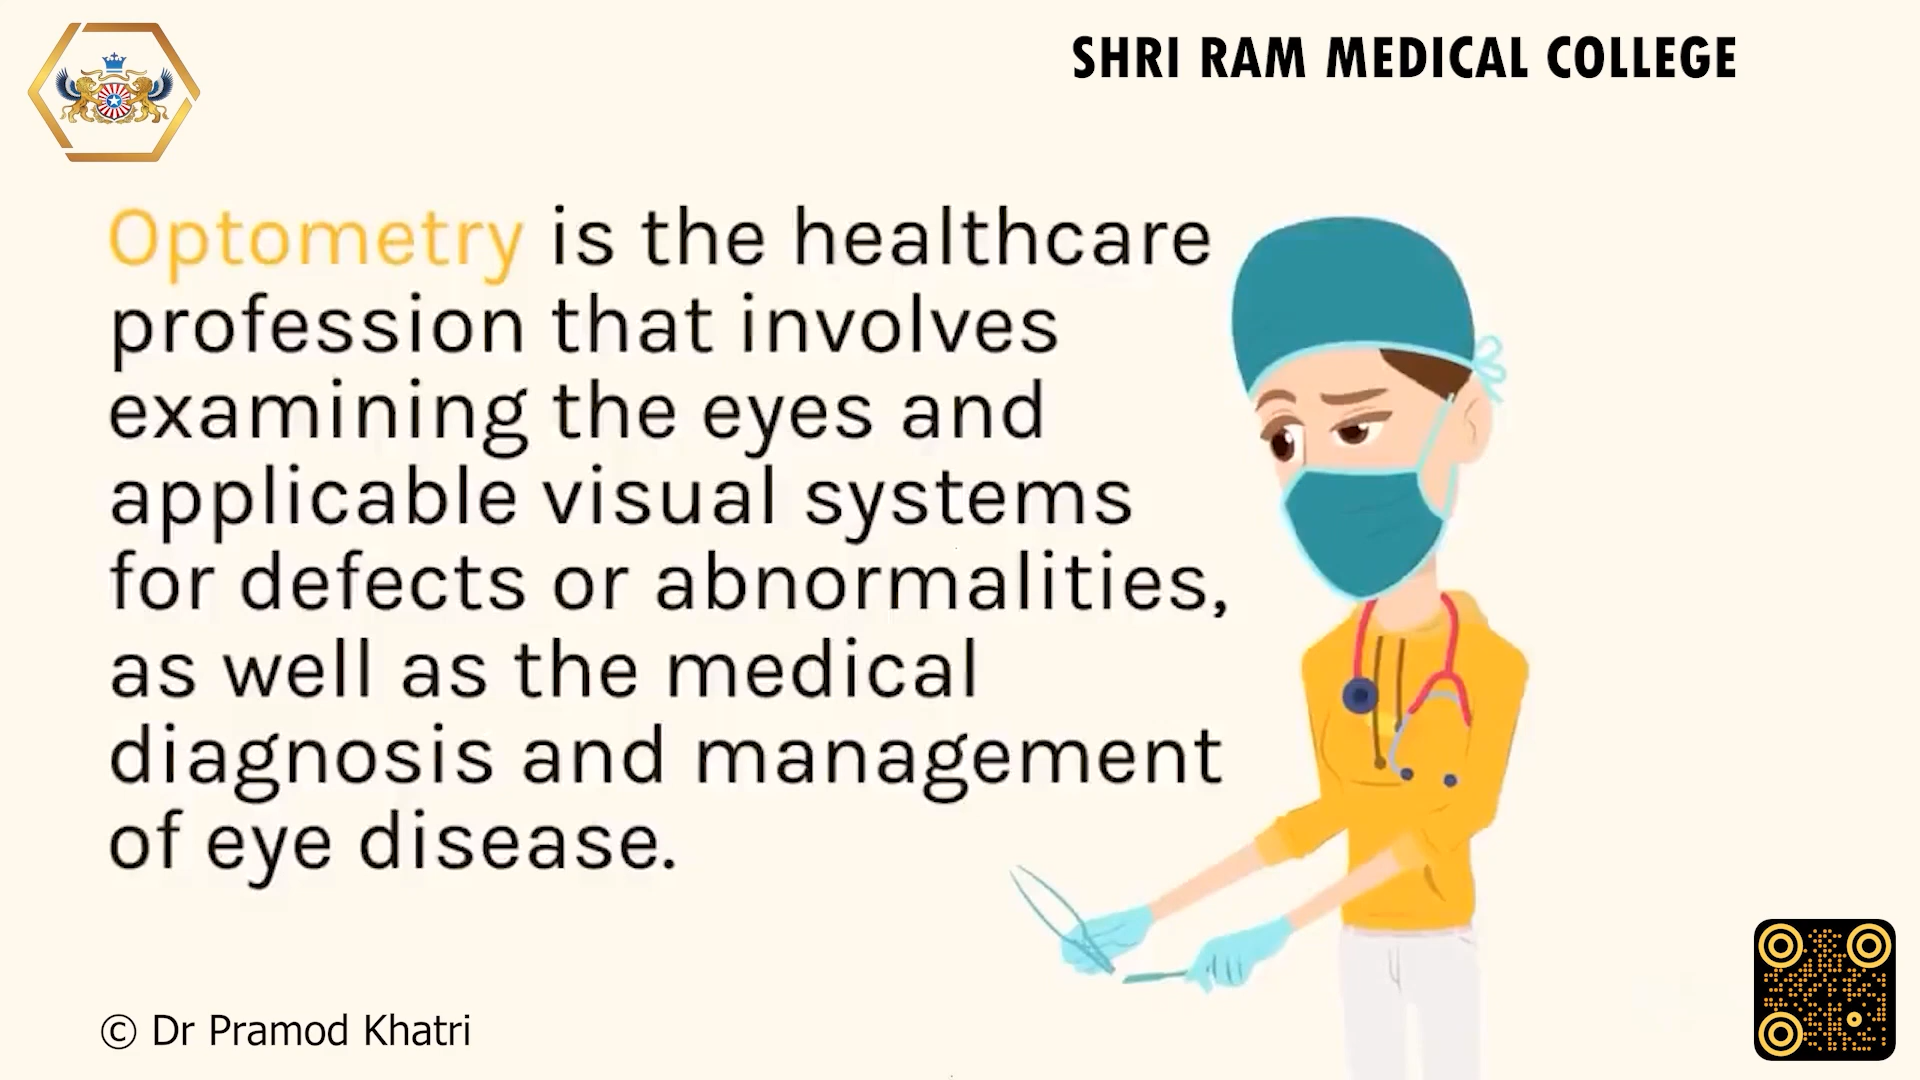 SHRI RAM MEDICAL COLLEGE
Optometry is the healthcare
profession that involves
examining the eyes and
applicable visual systems
for defects or abnormalities,
as well as the medical
diagnosis and management
of eye disease.
© Dr Pramod Khatri